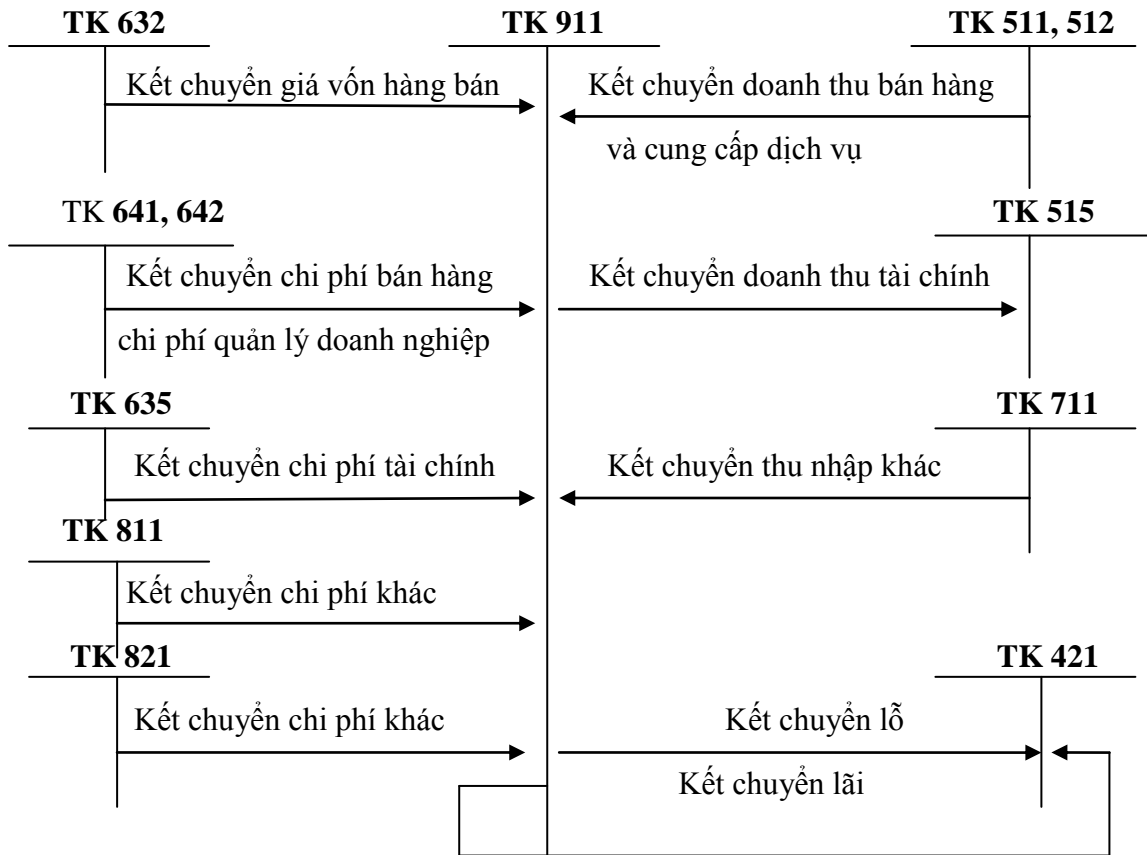 TK 632
TK 911
TK 511, 512
Kết chuyển giá vốn hàng bán
Kết chuyển doanh thu bán hàng
và cung cấp dịch vụ
TK 641, 642
TK 515
Kết chuyển chi phí bán hàng
Kết chuyển doanh thu tài chính
chi phí quản lý doanh nghiệp
TK 635
TK 711
Kết chuyển chi phí tài chính
Kết chuyển thu nhập khác
TK 811
Kết chuyển chi phí khác
TK 821
TK 421
Kết chuyển chi phí khác
Kết chuyển lỗ
Kết chuyển lãi